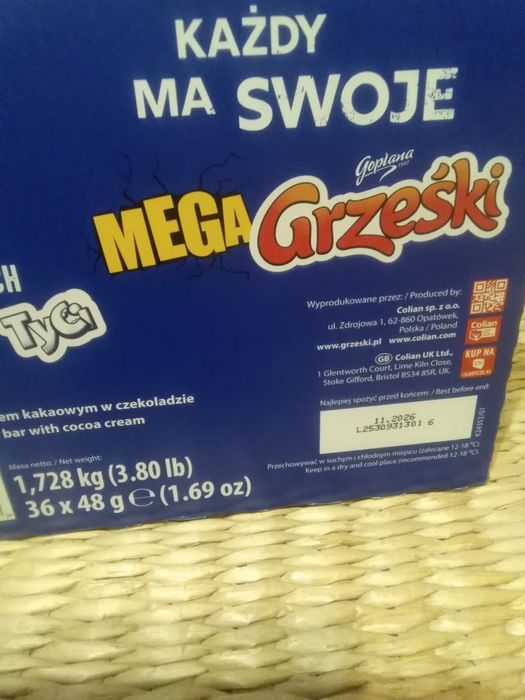 KAŻDY
MA SWOJE
Goplana
MEGA Grześki
CH
TyCi
Wyprodukowane przez: / Produced by:
Colian sp. z o.o.
ul. Zdrojowa 1, 62-860 Opatówek,
Polska / Poland
www.grzeski.pl www.colian.com
Colian
GB Colian UK Ltd.,
1 Glentworth Court, Lime Kiln Close,
Stoke Gifford, Bristol BS34 8SR, UK.
KUP NA
Najlepiej spożyć przed końcem: / Best before end:
11.2026
L2530931301 6
em kakaowym w czekoladzie
bar with cocoa cream
Masa netto: / Net weight:
1,728 kg (3.80 lb)
36 x 48 g ℮ (1.69 oz)
Przechowywać w suchym i chłodnym miejscu (zalecane 12-18 °C).
Keep in a dry and cool place (recommended 12-18 °C).